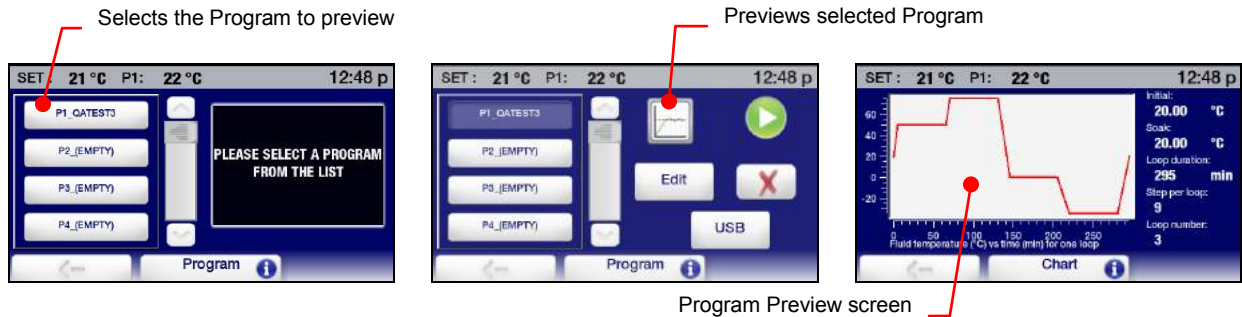 Selects the Program to preview
Previews selected Program
SET : 21 °C P1: 22 °C 12:48 p
P1_QATEST3
P2_(EMPTY)
P3_(EMPTY)
P4_(EMPTY)
PLEASE SELECT A PROGRAM
FROM THE LIST
Program
SET : 21 °C P1: 22 °C 12:48 p
P1_QATEST3
P2_(EMPTY)
P3_(EMPTY)
P4_(EMPTY)
Edit
X
USB
Program
SET : 21 °C P1: 22 °C 12:48 p
60
40
20
0
-20
0 50 100 150 200 250
Fluid temperature (°C) vs time (min) for one loop
Initial:
20.00 °C
Soak:
20.00 °C
Loop duration:
295 min
Step per loop:
9
Loop number:
3
Chart
Program Preview screen